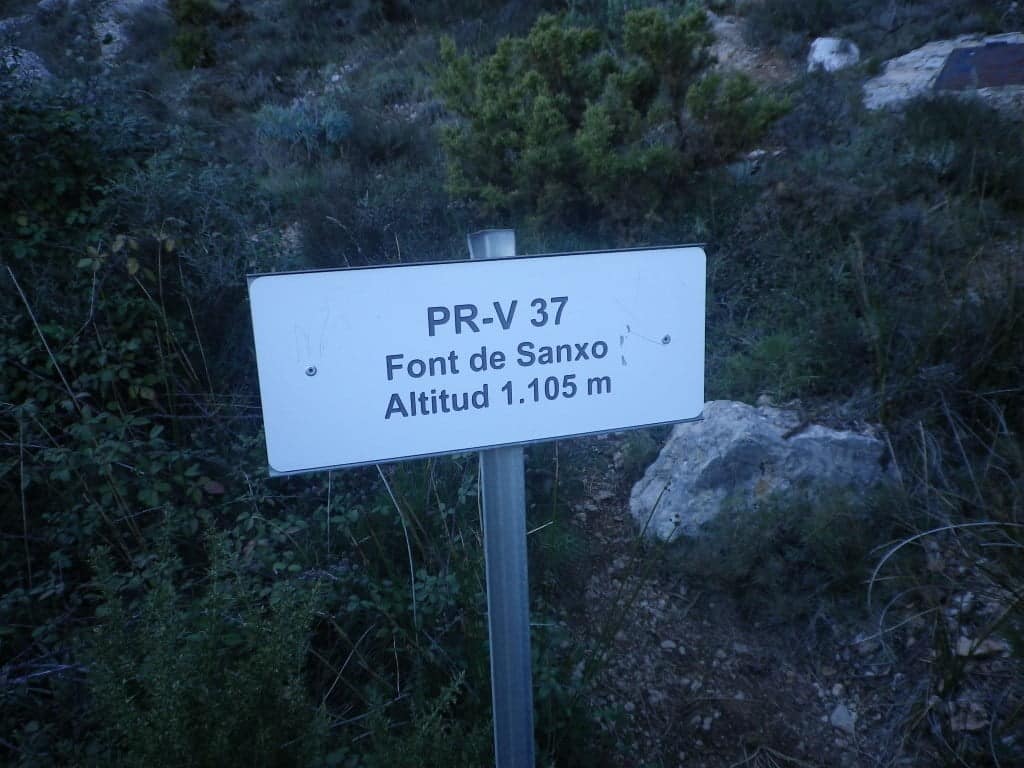 PR-V 37
Font de Sanxo
Altitud 1.105 m